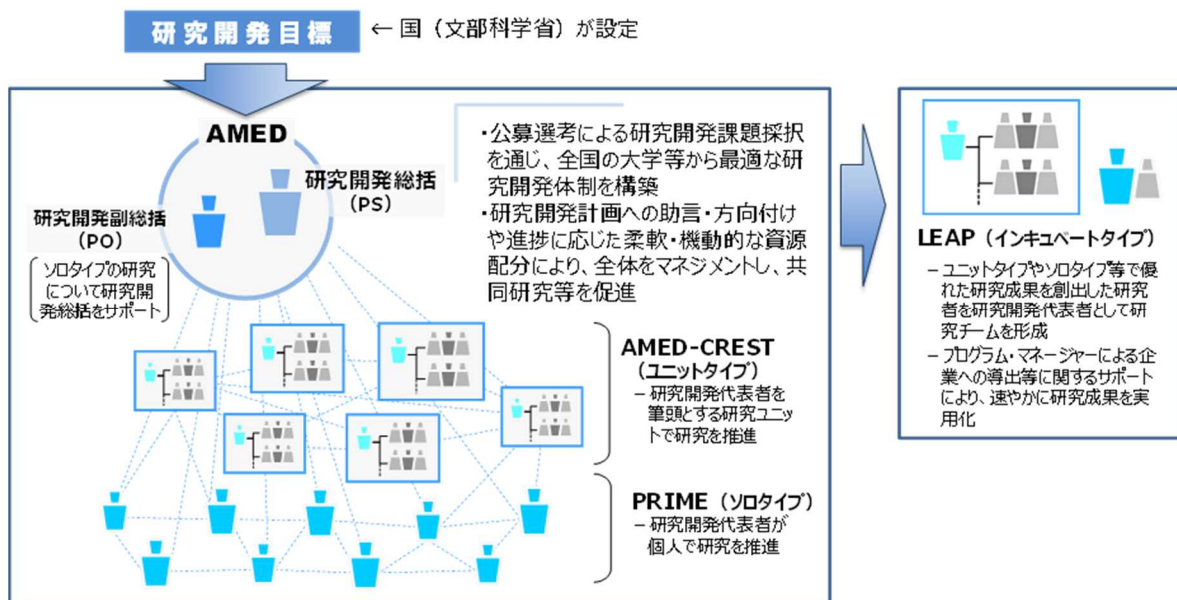 研究開発目標
←国（文部科学省）が設定
AMED
研究開発総括
（PS）
研究開発副総括
（PO）
ソロタイプの研究
について研究開
発総括をサポート
・公募選考による研究開発課題採択
を通じ、全国の大学等から最適な研
究開発体制を構築
・研究開発計画への助言・方向付け
や進捗に応じた柔軟・機動的な資源
配分により、全体をマネジメントし、共
同研究等を促進
AMED-CREST
（ユニットタイプ）
－研究開発代表者を
筆頭とする研究ユニッ
トで研究を推進
PRIME（ソロタイプ）
－研究開発代表者が
個人で研究を推進
LEAP（インキュベートタイプ）
－ユニットタイプやソロタイプ等で優
れた研究成果を創出した研究
者を研究開発代表者として研
究チームを形成
－プログラム・マネージャーによる企
業への導出等に関するサポート
により、速やかに研究成果を実
用化